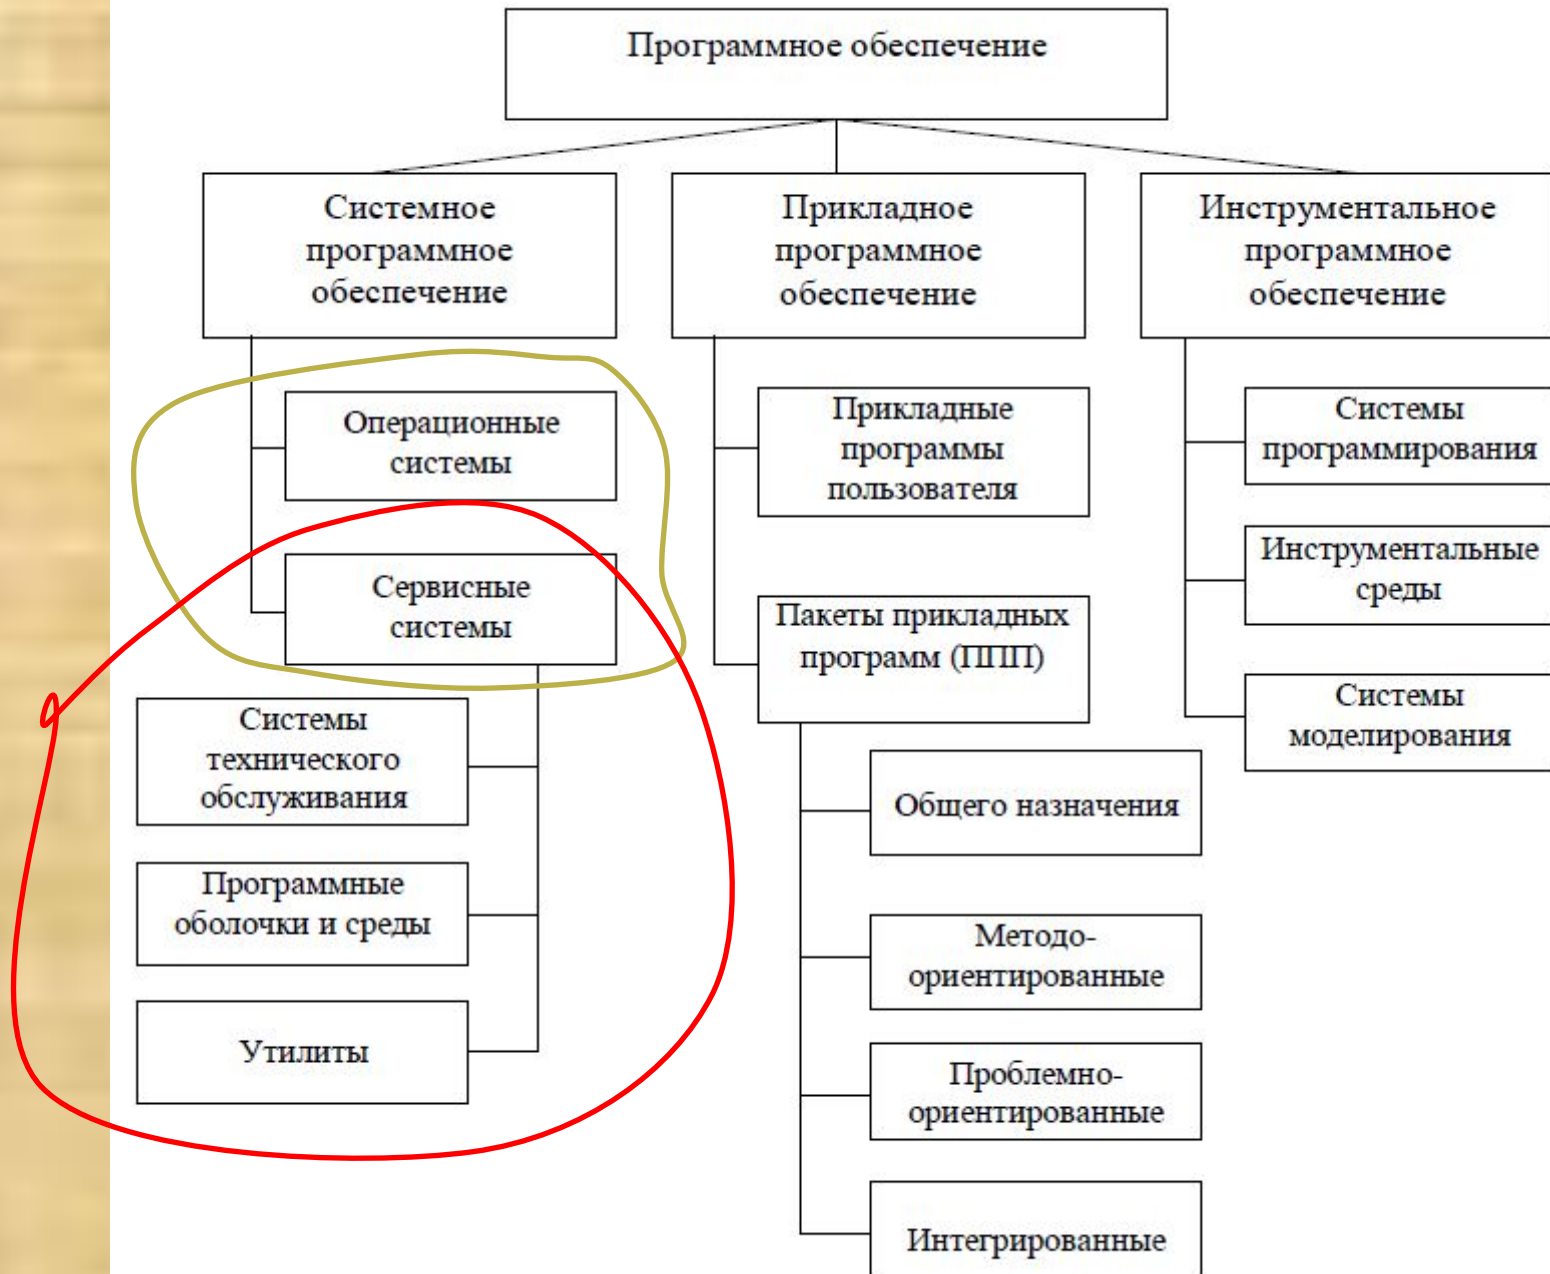 Программное обеспечение
Системное
программное
обеспечение
Операционные
системы
Сервисные
системы
Системы
технического
обслуживания
Программные
оболочки и среды
Утилиты
Прикладное
программное
обеспечение
Прикладные
программы
пользователя
Пакеты прикладных
программ (ППП)
Общего назначения
Методо-
ориентированные
Проблемно-
ориентированные
Интегрированные
Инструментальное
программное
обеспечение
Системы
программирования
Инструментальные
среды
Системы
моделирования